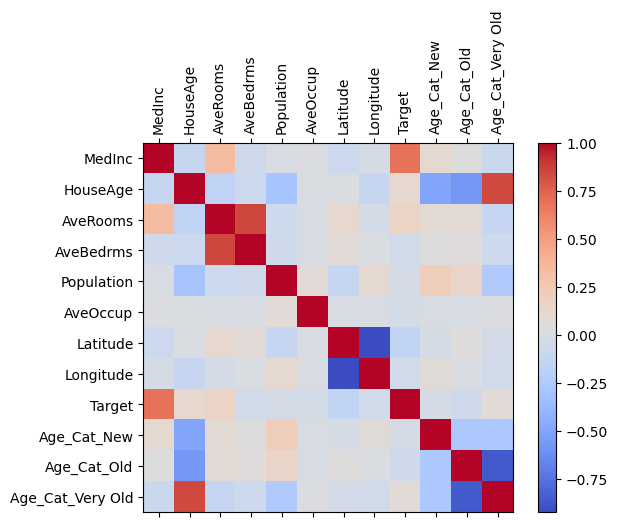 MedInc
HouseAge
AveRooms
AveBedrms
Population
AveOccup
Latitude
Longitude
Target
Age_Cat_New
Age_Cat_Old
Age_Cat_Very Old
MedInc
HouseAge
AveRooms
AveBedrms
Population
AveOccup
Latitude
Longitude
Target
Age_Cat_New
Age_Cat_Old
Age_Cat_Very Old
1.00
0.75
0.50
0.25
0.00
−0.25
−0.50
−0.75